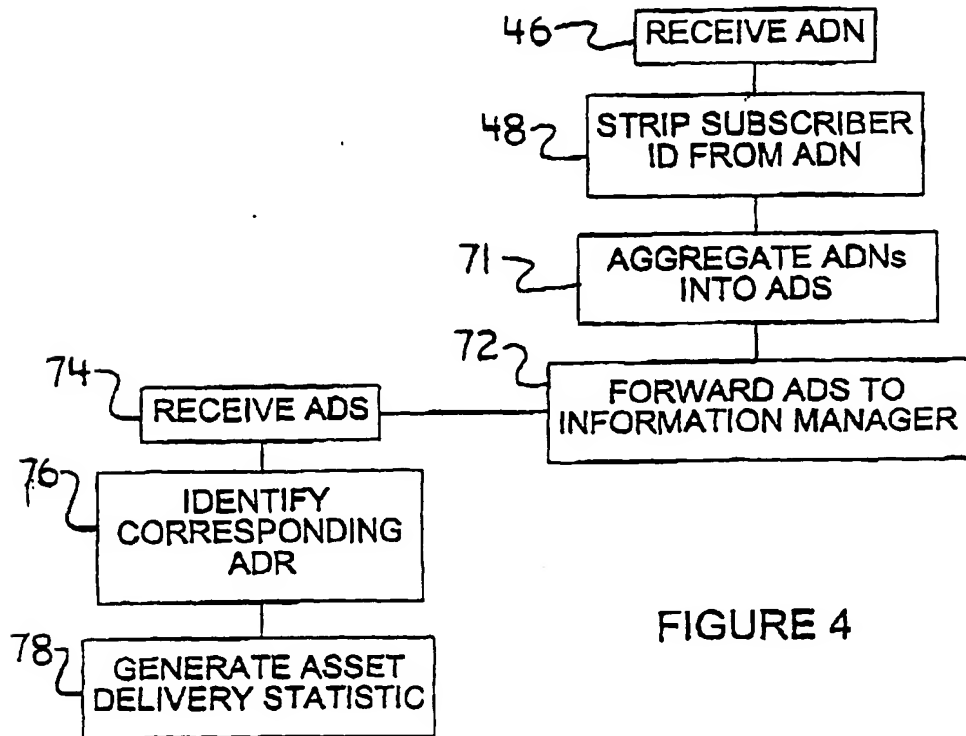 46
RECEIVE ADN
48
STRIP SUBSCRIBER
ID FROM ADN
71
AGGREGATE ADNs
INTO ADS
72
FORWARD ADS TO
INFORMATION MANAGER
74
RECEIVE ADS
76
IDENTIFY
CORRESPONDING
ADR
78
GENERATE ASSET
DELIVERY STATISTIC
FIGURE 4